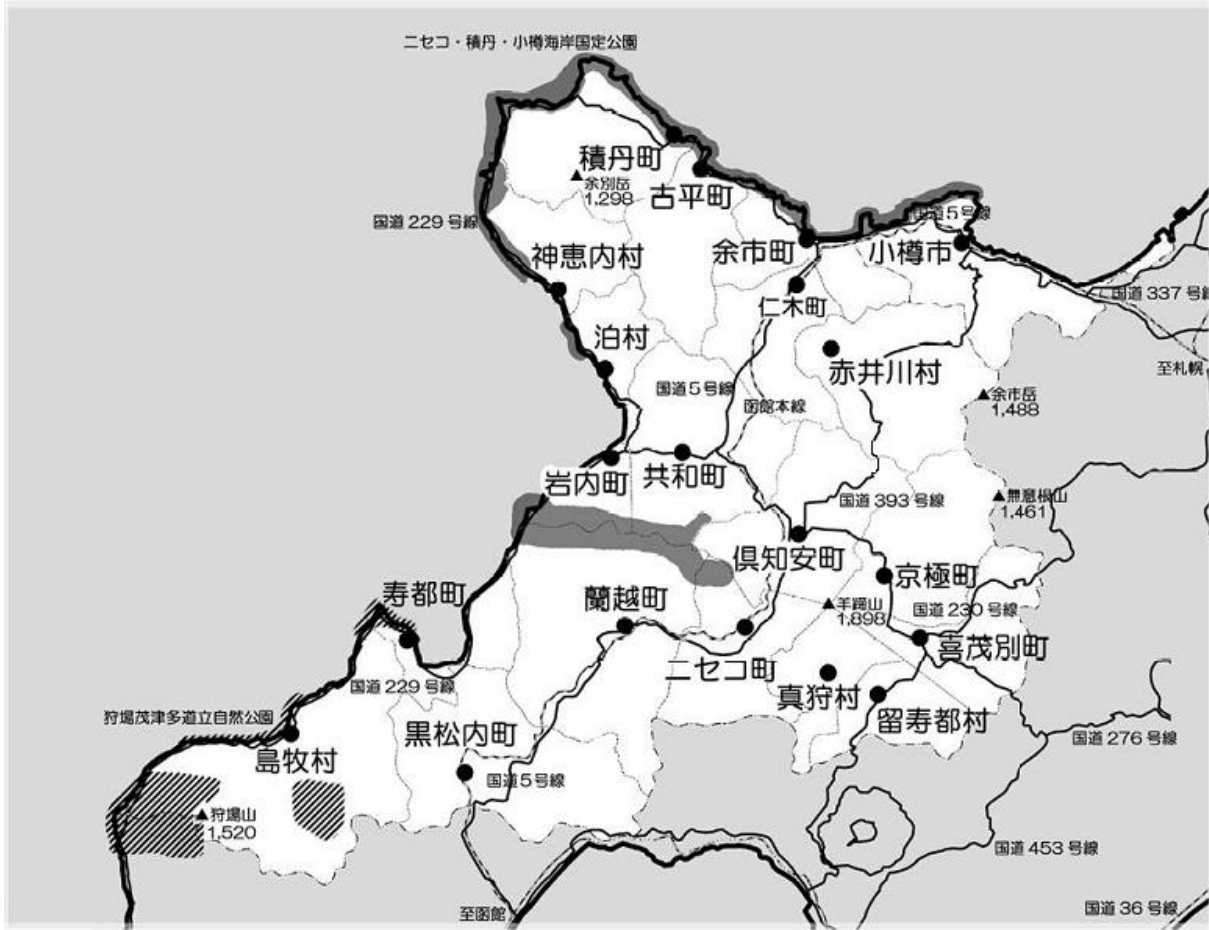 ニセコ・積丹・小樽海岸国定公園
積丹町
余別岳
1,298
古平町
国道229号線
国道5号線
神恵内村
余市町
小樽市
仁木町
国道337号線
泊村
赤井川村
至札幌
国道5号線
函館本線
余市岳
1,488
岩内町
共和町
国道393号線
無意根山
1,461
倶知安町
京極町
寿都町
蘭越町
羊蹄山
1,898
国道230号線
喜茂別町
ニセコ町
国道229号線
真狩村
留寿都村
狩場茂津多道立自然公園
黒松内町
国道276号線
島牧村
国道5号線
狩場山
1,520
国道453号線
至函館
国道36号線